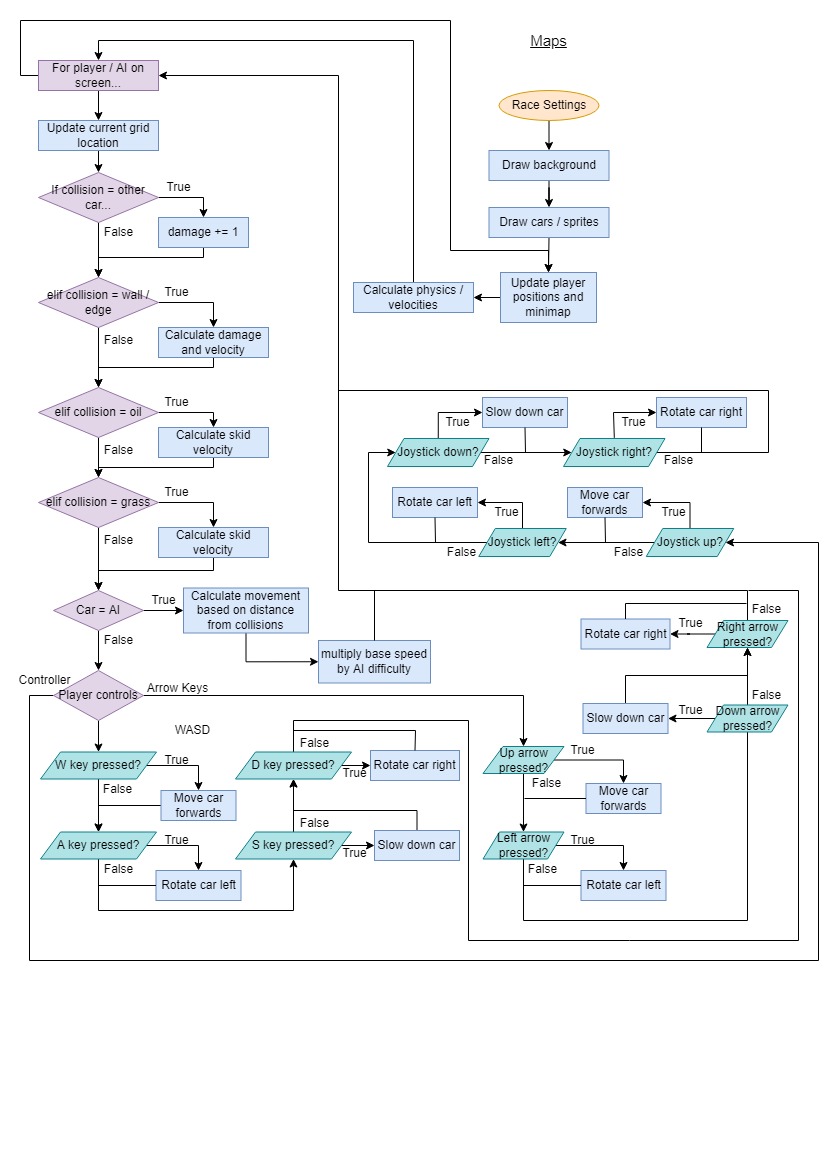 Maps
Race Settings
Draw background
Draw cars / sprites
Update player
positions and
minimap
Calculate physics /
velocities
For player / AI on
screen...
Update current grid
location
If collision = other
car...
True
damage += 1
False
elif collision = wall /
edge
True
Calculate damage
and velocity
False
elif collision = oil
True
Calculate skid
velocity
False
elif collision = grass
True
Calculate skid
velocity
False
Car = AI
True
Calculate movement
based on distance
from collisions
multiply base speed
by AI difficulty
False
Player controls
Controller
Arrow Keys
WASD
W key pressed?
True
Move car
forwards
False
A key pressed?
True
Rotate car left
False
S key pressed?
True
Slow down car
False
D key pressed?
True
Rotate car right
False
Up arrow
pressed?
True
Move car
forwards
False
Left arrow
pressed?
True
Rotate car left
False
Down arrow
pressed?
True
Slow down car
False
Right arrow
pressed?
True
Rotate car right
False
Joystick up?
True
Move car
forwards
False
Joystick left?
True
Rotate car left
False
Joystick down?
True
Slow down car
False
Joystick right?
True
Rotate car right
False